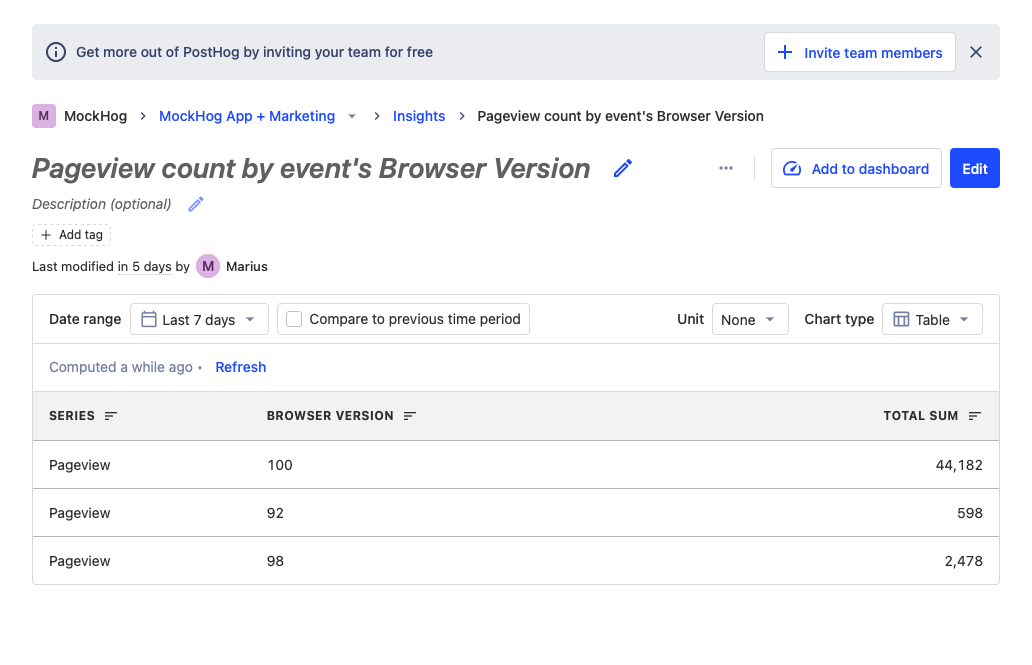 Get more out of PostHog by inviting your team for free
Invite team members
M MockHog
MockHog App + Marketing
Insights
Pageview count by event's Browser Version
Pageview count by event's Browser Version
Add to dashboard
Edit
Description (optional)
Add tag
Last modified in 5 days by M Marius
Date range Last 7 days Compare to previous time period Unit None Chart type Table
Computed a while ago • Refresh
SERIES BROWSER VERSION TOTAL SUM
Pageview 100 44,182
Pageview 92 598
Pageview 98 2,478